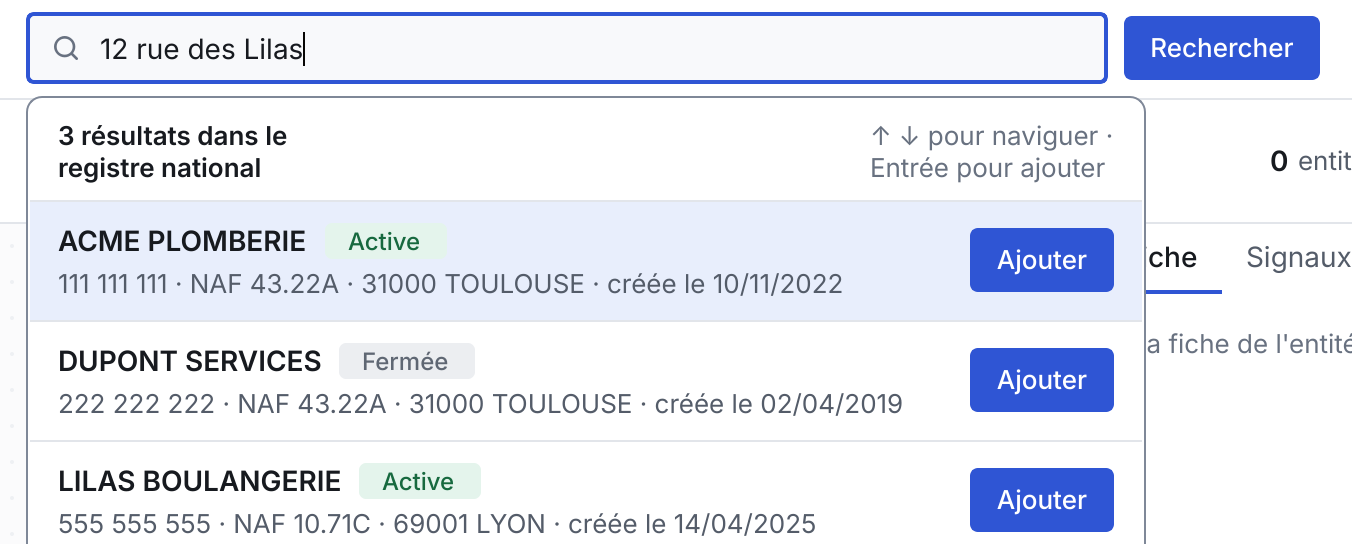 12 rue des Lilas
Rechercher
3 résultats dans le
registre national
↑ ↓ pour naviguer ·
Entrée pour ajouter
0 entit
ACME PLOMBERIE Active
111 111 111 · NAF 43.22A · 31000 TOULOUSE · créée le 10/11/2022
Ajouter
che Signaux
DUPONT SERVICES Fermée
222 222 222 · NAF 43.22A · 31000 TOULOUSE · créée le 02/04/2019
Ajouter
a fiche de l'entité
LILAS BOULANGERIE Active
555 555 555 · NAF 10.71C · 69001 LYON · créée le 14/04/2025
Ajouter